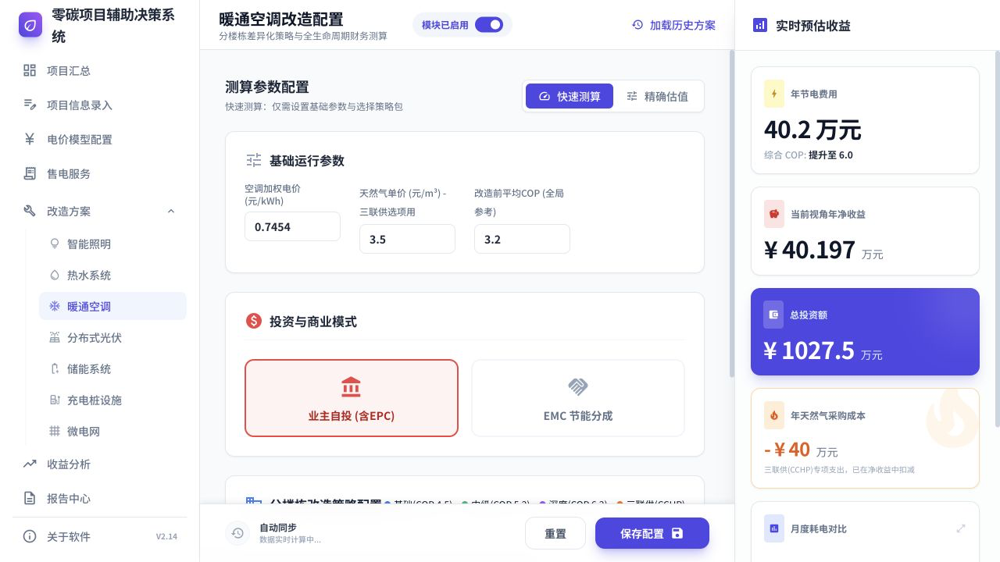 零碳项目辅助决策系
统
项目汇总
项目信息录入
电价模型配置
售电服务
改造方案
智能照明
热水系统
暖通空调
分布式光伏
储能系统
充电桩设施
微电网
收益分析
报告中心
关于软件
V2.14
暖通空调改造配置
分楼栋差异化策略与全生命周期财务测算
模块已启用
加载历史方案
测算参数配置
快速测算：仅需设置基础参数与选择策略包
快速测算
精确估值
基础运行参数
空调加权电价
(元/kWh)
0.7454
天然气单价 (元/m³) -
三联供选项用
3.5
改造前平均COP (全局
参考)
3.2
投资与商业模式
业主自投 (含EPC)
EMC 节能分成
分楼栋改造策略配置
基础(COP 4.5)
中级(COP 5.2)
深度(COP 6.2)
三联供(CCHP)
自动同步
数据实时计算中...
重置
保存配置
实时预估收益
年节电费用
40.2 万元
综合 COP: 提升至 6.0
当前视角年净收益
¥ 40.197 万元
总投资额
¥ 1027.5 万元
年天然气采购成本
- ¥ 40 万元
三联供(CCHP)专项支出，已在净收益中扣减
月度耗电对比